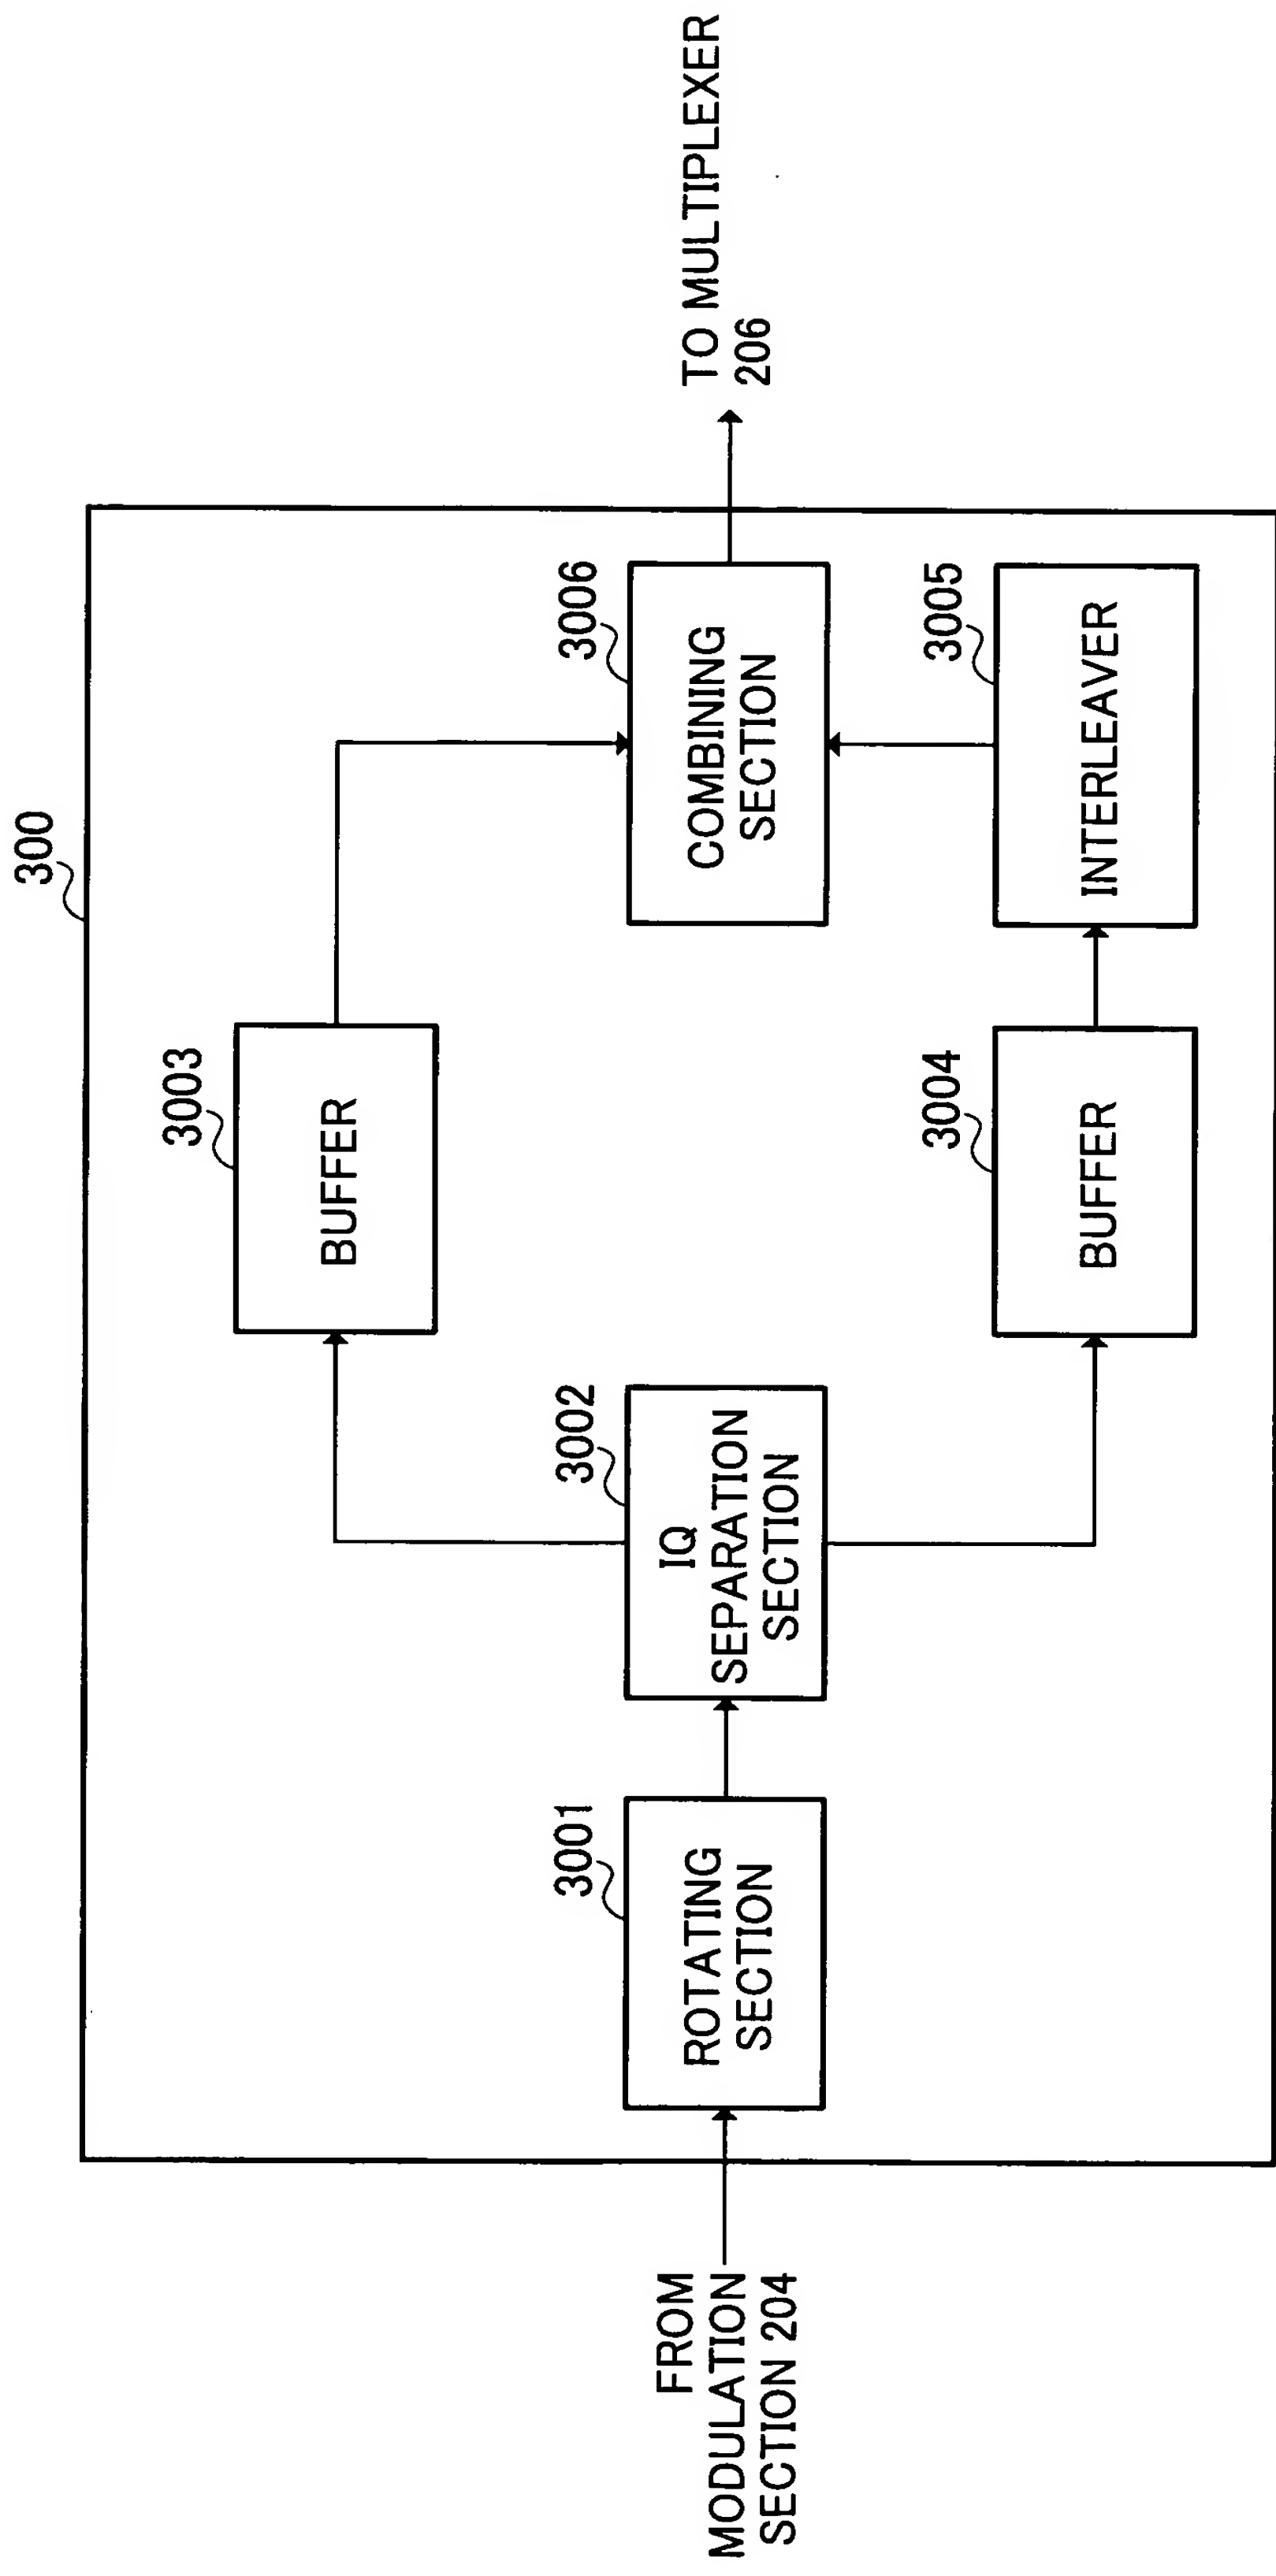 300
3003
BUFFER
3006
COMBINING
SECTION
TO MULTIPLEXER
206
3002
IQ
SEPARATION
SECTION
3001
ROTATING
SECTION
FROM
MODULATION
SECTION 204
3004
BUFFER
3005
INTERLEAVER